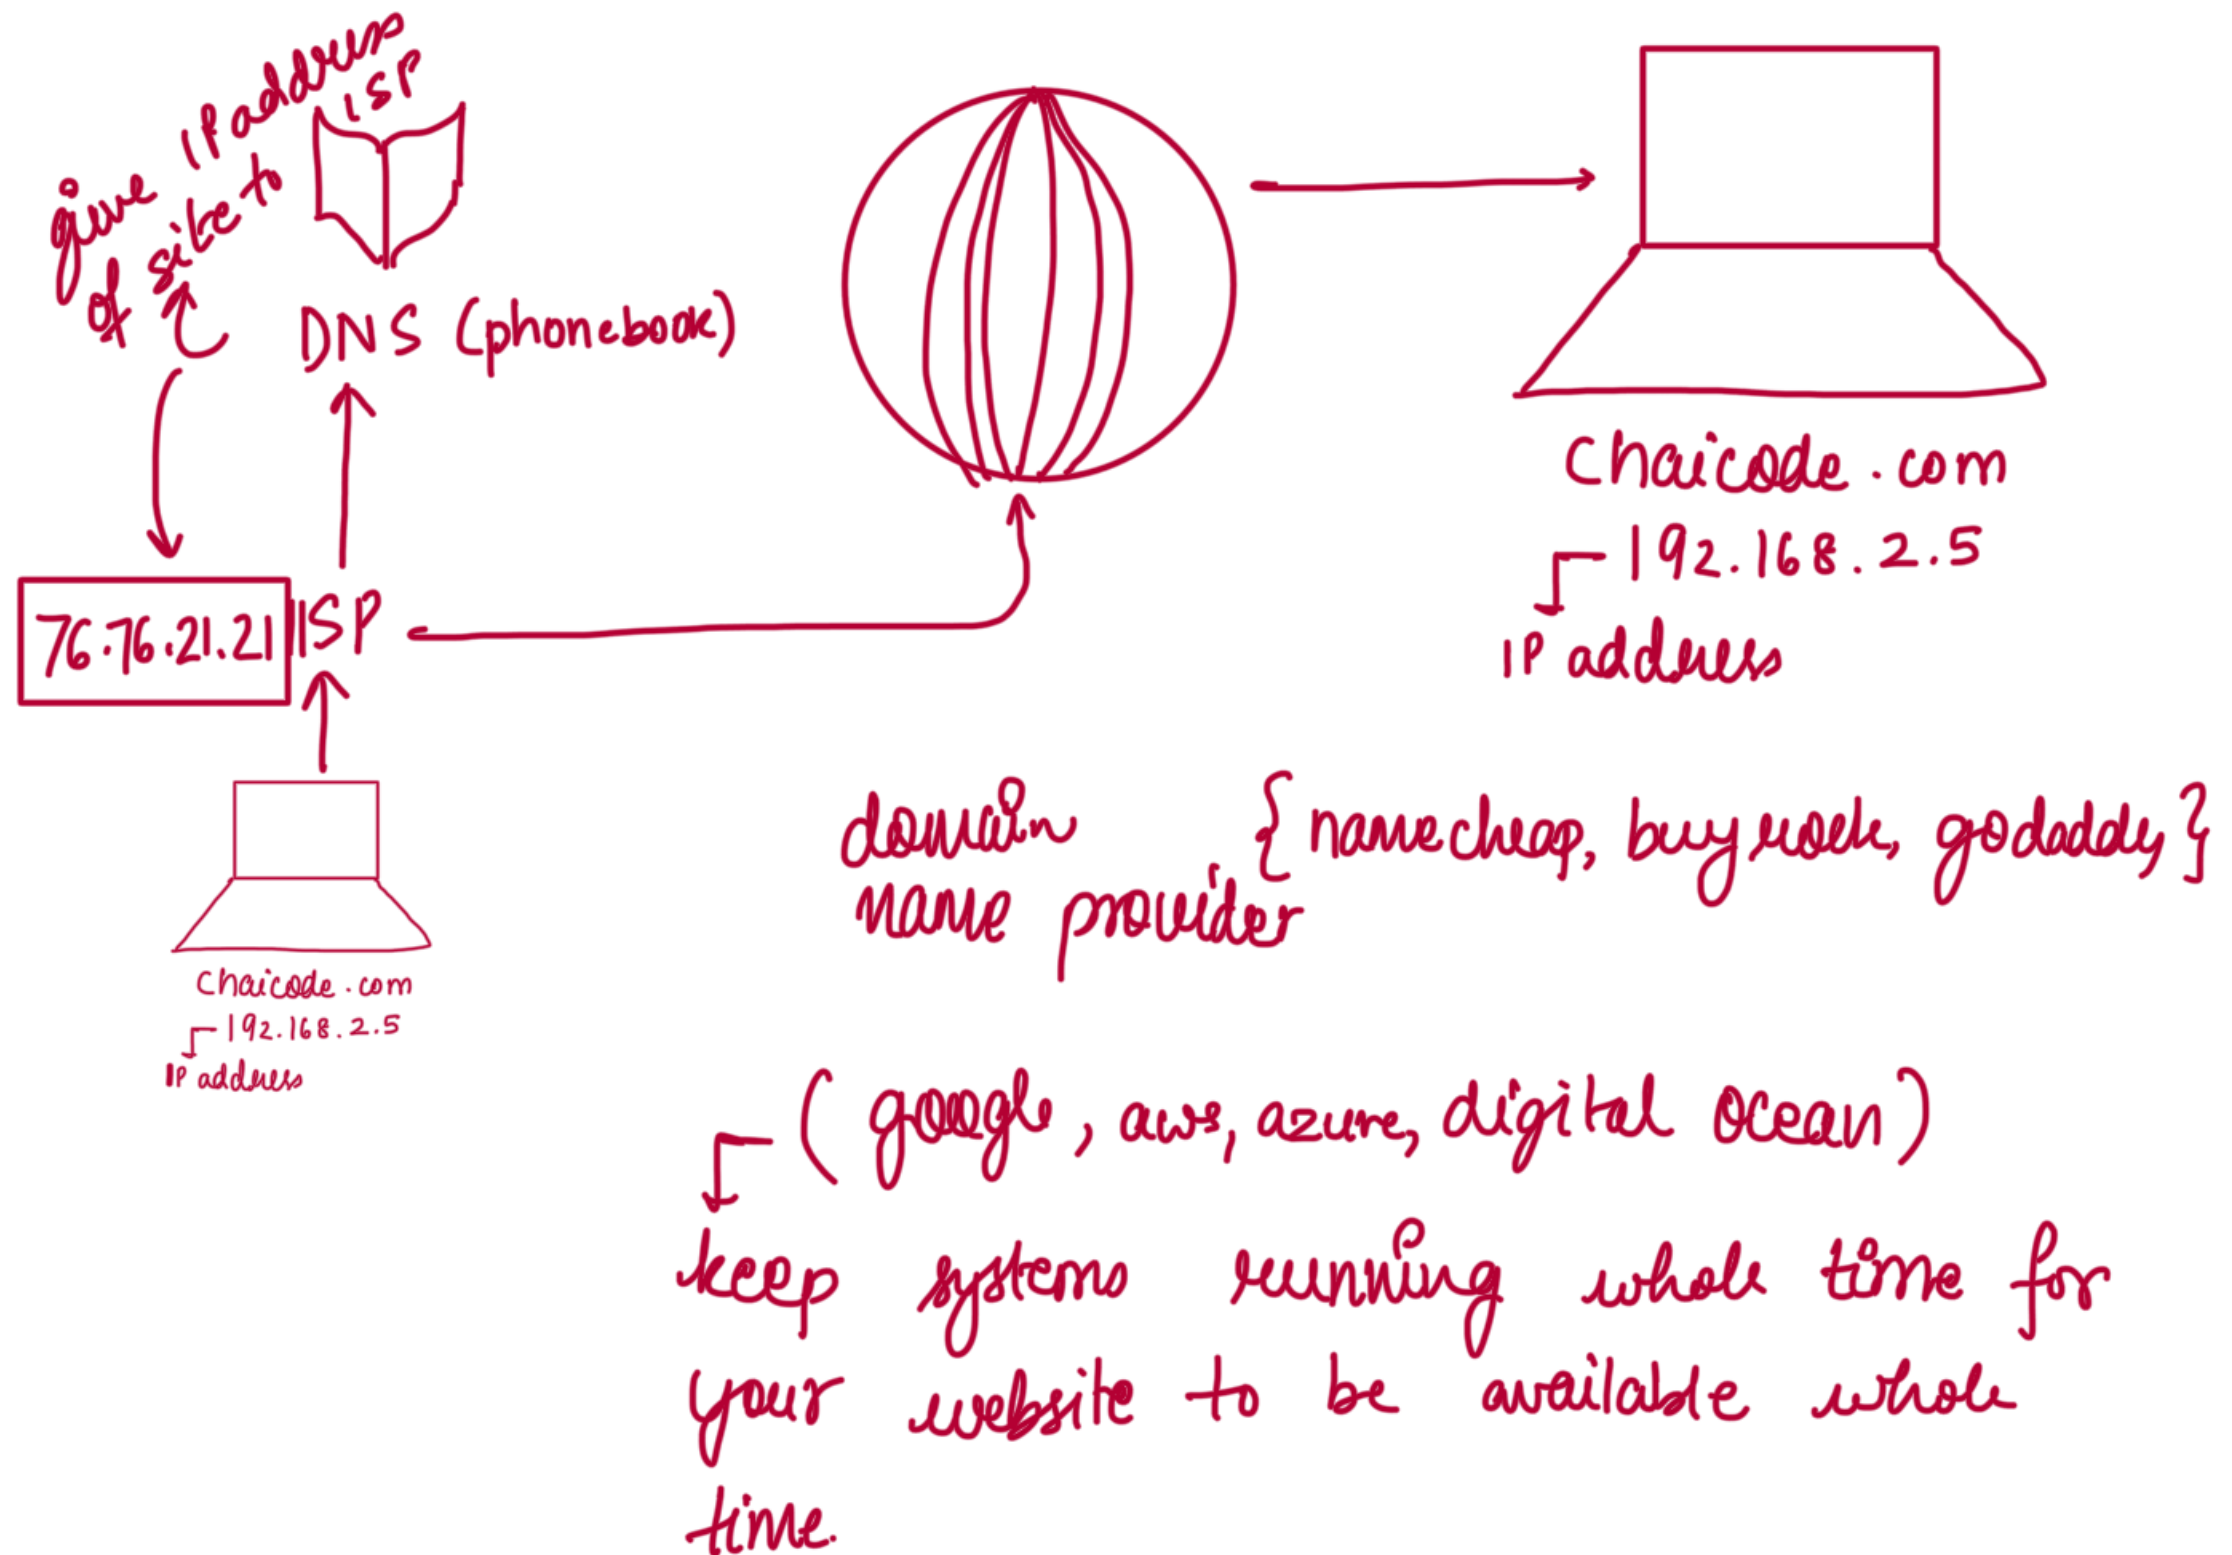 give IP address
of site to ISP
DNS (phonebook)
76.76.21.21
ISP
Chaicode.com
192.168.2.5
IP address
Chaicode.com
192.168.2.5
IP address
domain
name provider
{namecheap, buy rock, godaddy}
(google, aws, azure, digital ocean)
keep systems running whole time for
your website to be available whole
time.